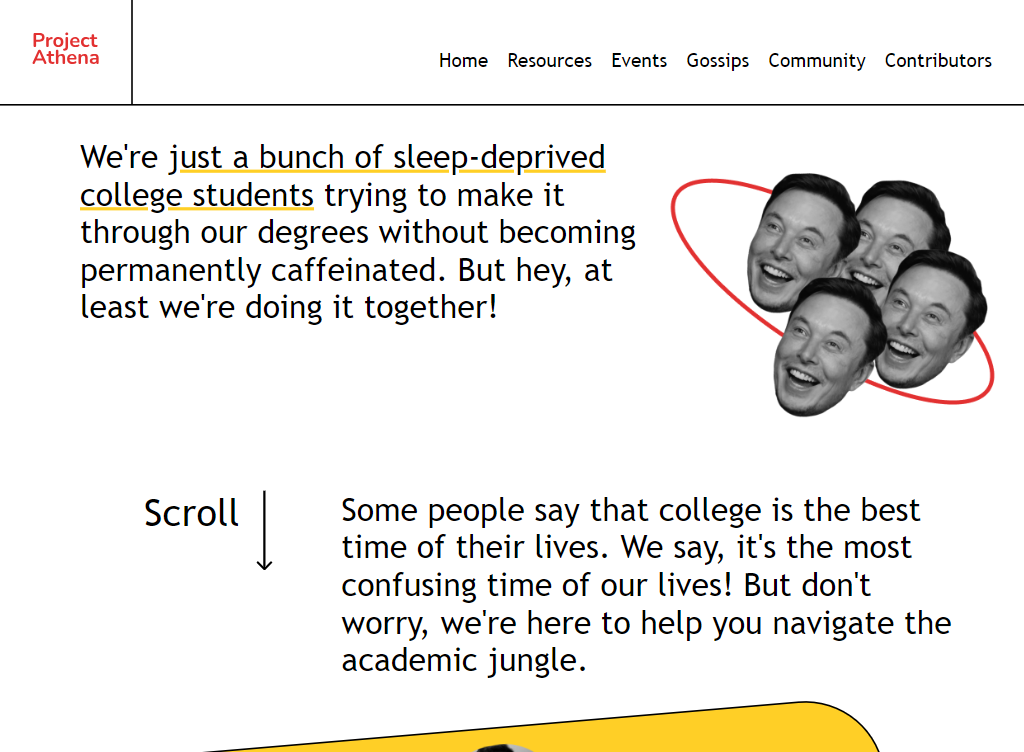 Project
Athena
Home Resources Events Gossips Community Contributors
We're just a bunch of sleep-deprived
college students trying to make it
through our degrees without becoming
permanently caffeinated. But hey, at
least we're doing it together!
Scroll
Some people say that college is the best
time of their lives. We say, it's the most
confusing time of our lives! But don't
worry, we're here to help you navigate the
academic jungle.